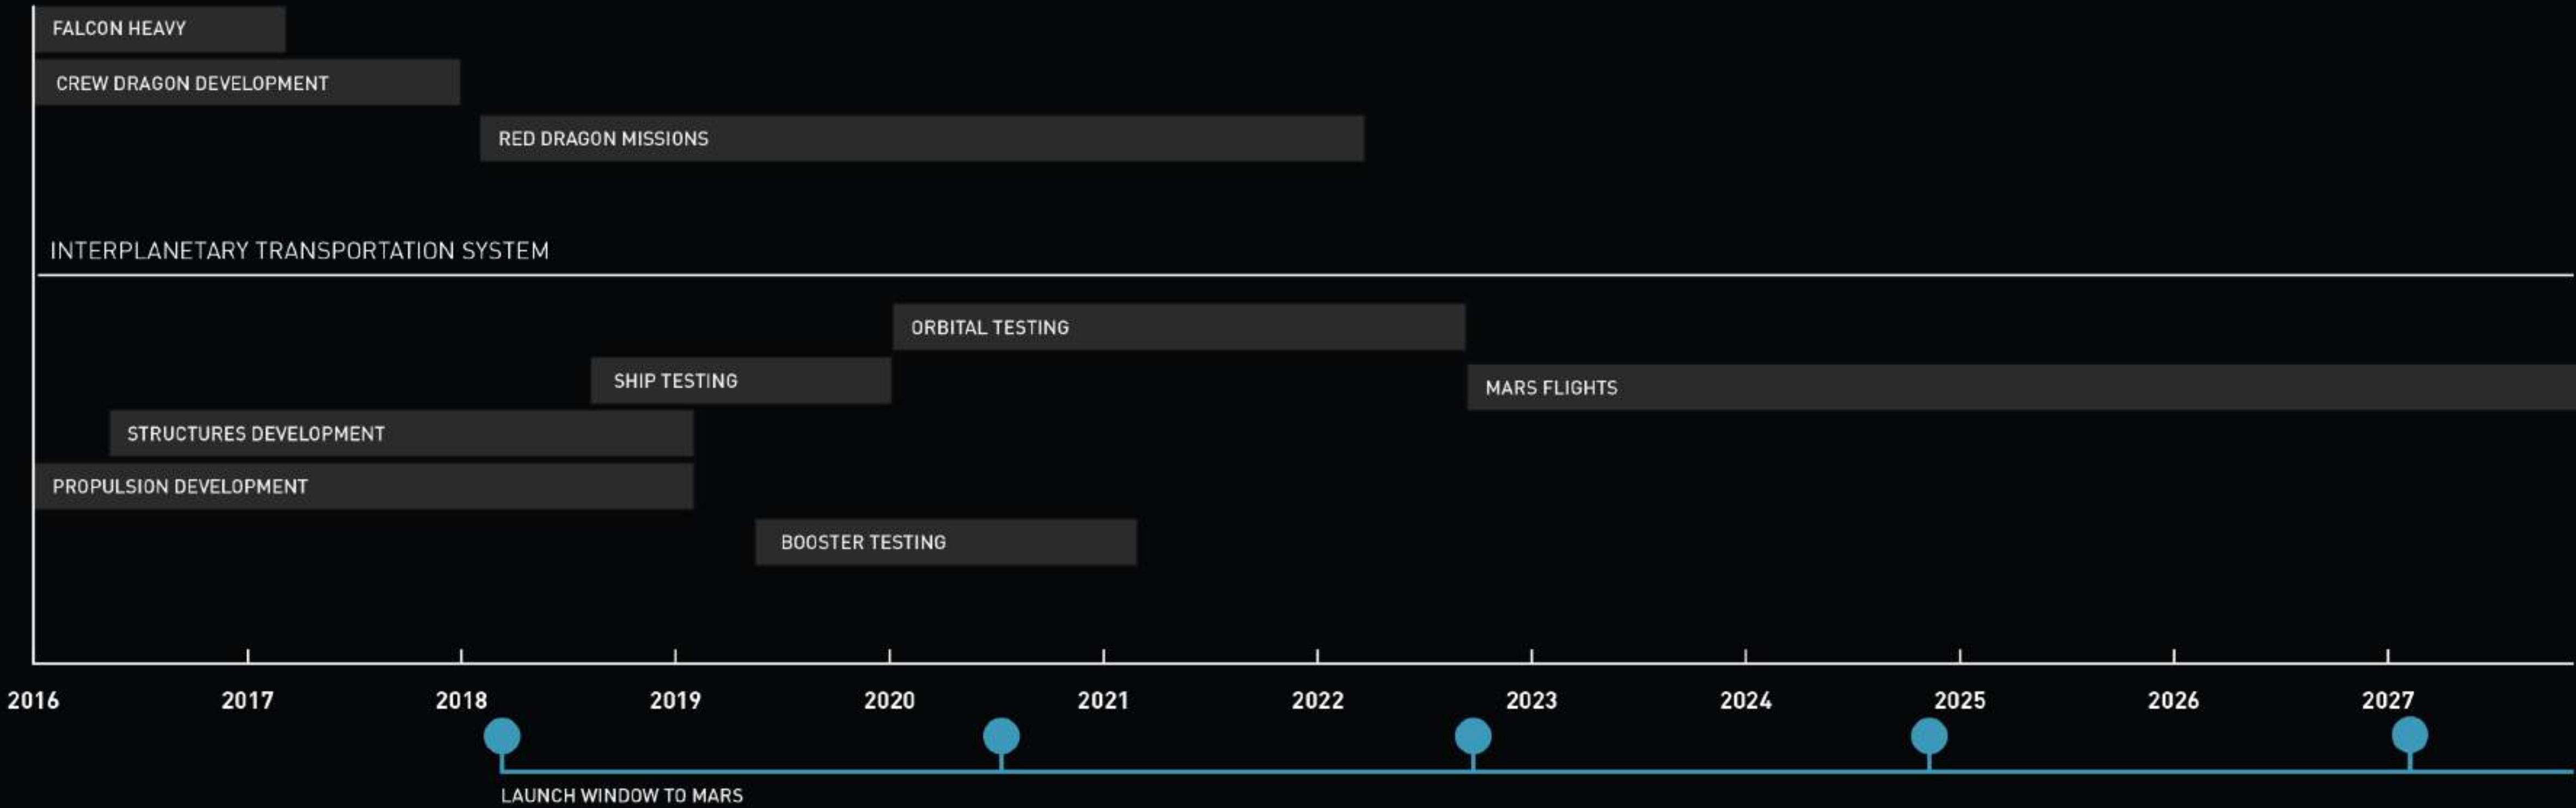 FALCON HEAVY
CREW DRAGON DEVELOPMENT
RED DRAGON MISSIONS
INTERPLANETARY TRANSPORTATION SYSTEM
ORBITAL TESTING
SHIP TESTING
MARS FLIGHTS
STRUCTURES DEVELOPMENT
PROPULSION DEVELOPMENT
BOOSTER TESTING
2016 2017 2018 2019 2020 2021 2022 2023 2024 2025 2026 2027
LAUNCH WINDOW TO MARS